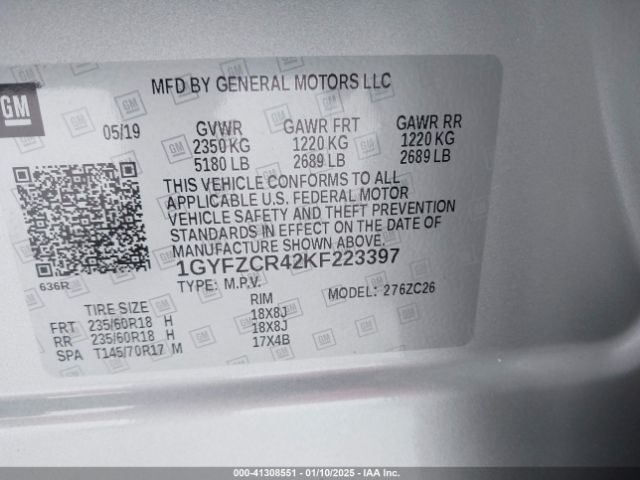 GM
MFD BY GENERAL MOTORS LLC
05/19
GVWR GAWR FRT GAWR RR
2350 KG 1220 KG 1220 KG
5180 LB 2689 LB 2689 LB
THIS VEHICLE CONFORMS TO ALL
APPLICABLE U.S. FEDERAL MOTOR
VEHICLE SAFETY AND THEFT PREVENTION
STANDARDS IN EFFECT ON THE DATE OF
MANUFACTURE SHOWN ABOVE.
1GYFZCR42KF223397
636R
TYPE: M.P.V. MODEL: 276ZC26
TIRE SIZE RIM
FRT 235/60R18 H 18X8J
RR 235/60R18 H 18X8J
SPA T145/70R17 M 17X4B
©COPY-41308551 — 01/10/2025 — IAA Inc.